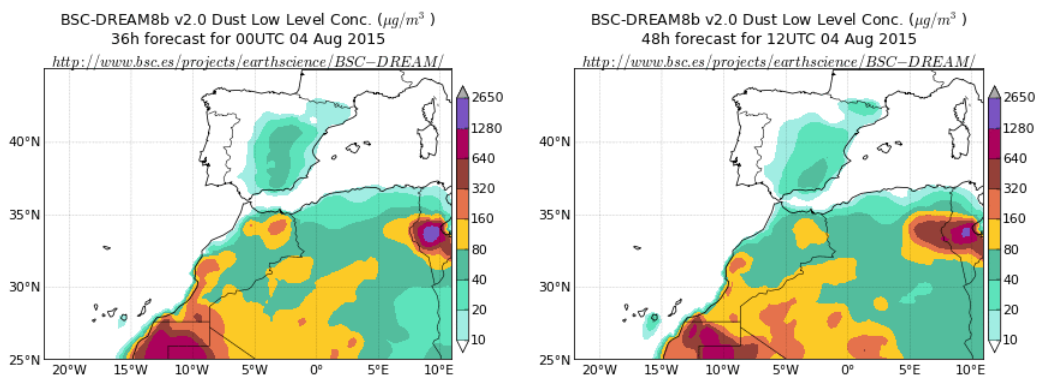 BSC-DREAM8b v2.0 Dust Low Level Conc. (μg/m³ )
36h forecast for 00UTC 04 Aug 2015
http://www.bsc.es/projects/earthscience/BSC−DREAM/
40°N
35°N
30°N
25°N
20°W
15°W
10°W
5°W
0°
5°E
10°E
2650
1280
640
320
160
80
40
20
10
BSC-DREAM8b v2.0 Dust Low Level Conc. (μg/m³ )
48h forecast for 12UTC 04 Aug 2015
http://www.bsc.es/projects/earthscience/BSC−DREAM/
40°N
35°N
30°N
25°N
20°W
15°W
10°W
5°W
0°
5°E
10°E
2650
1280
640
320
160
80
40
20
10